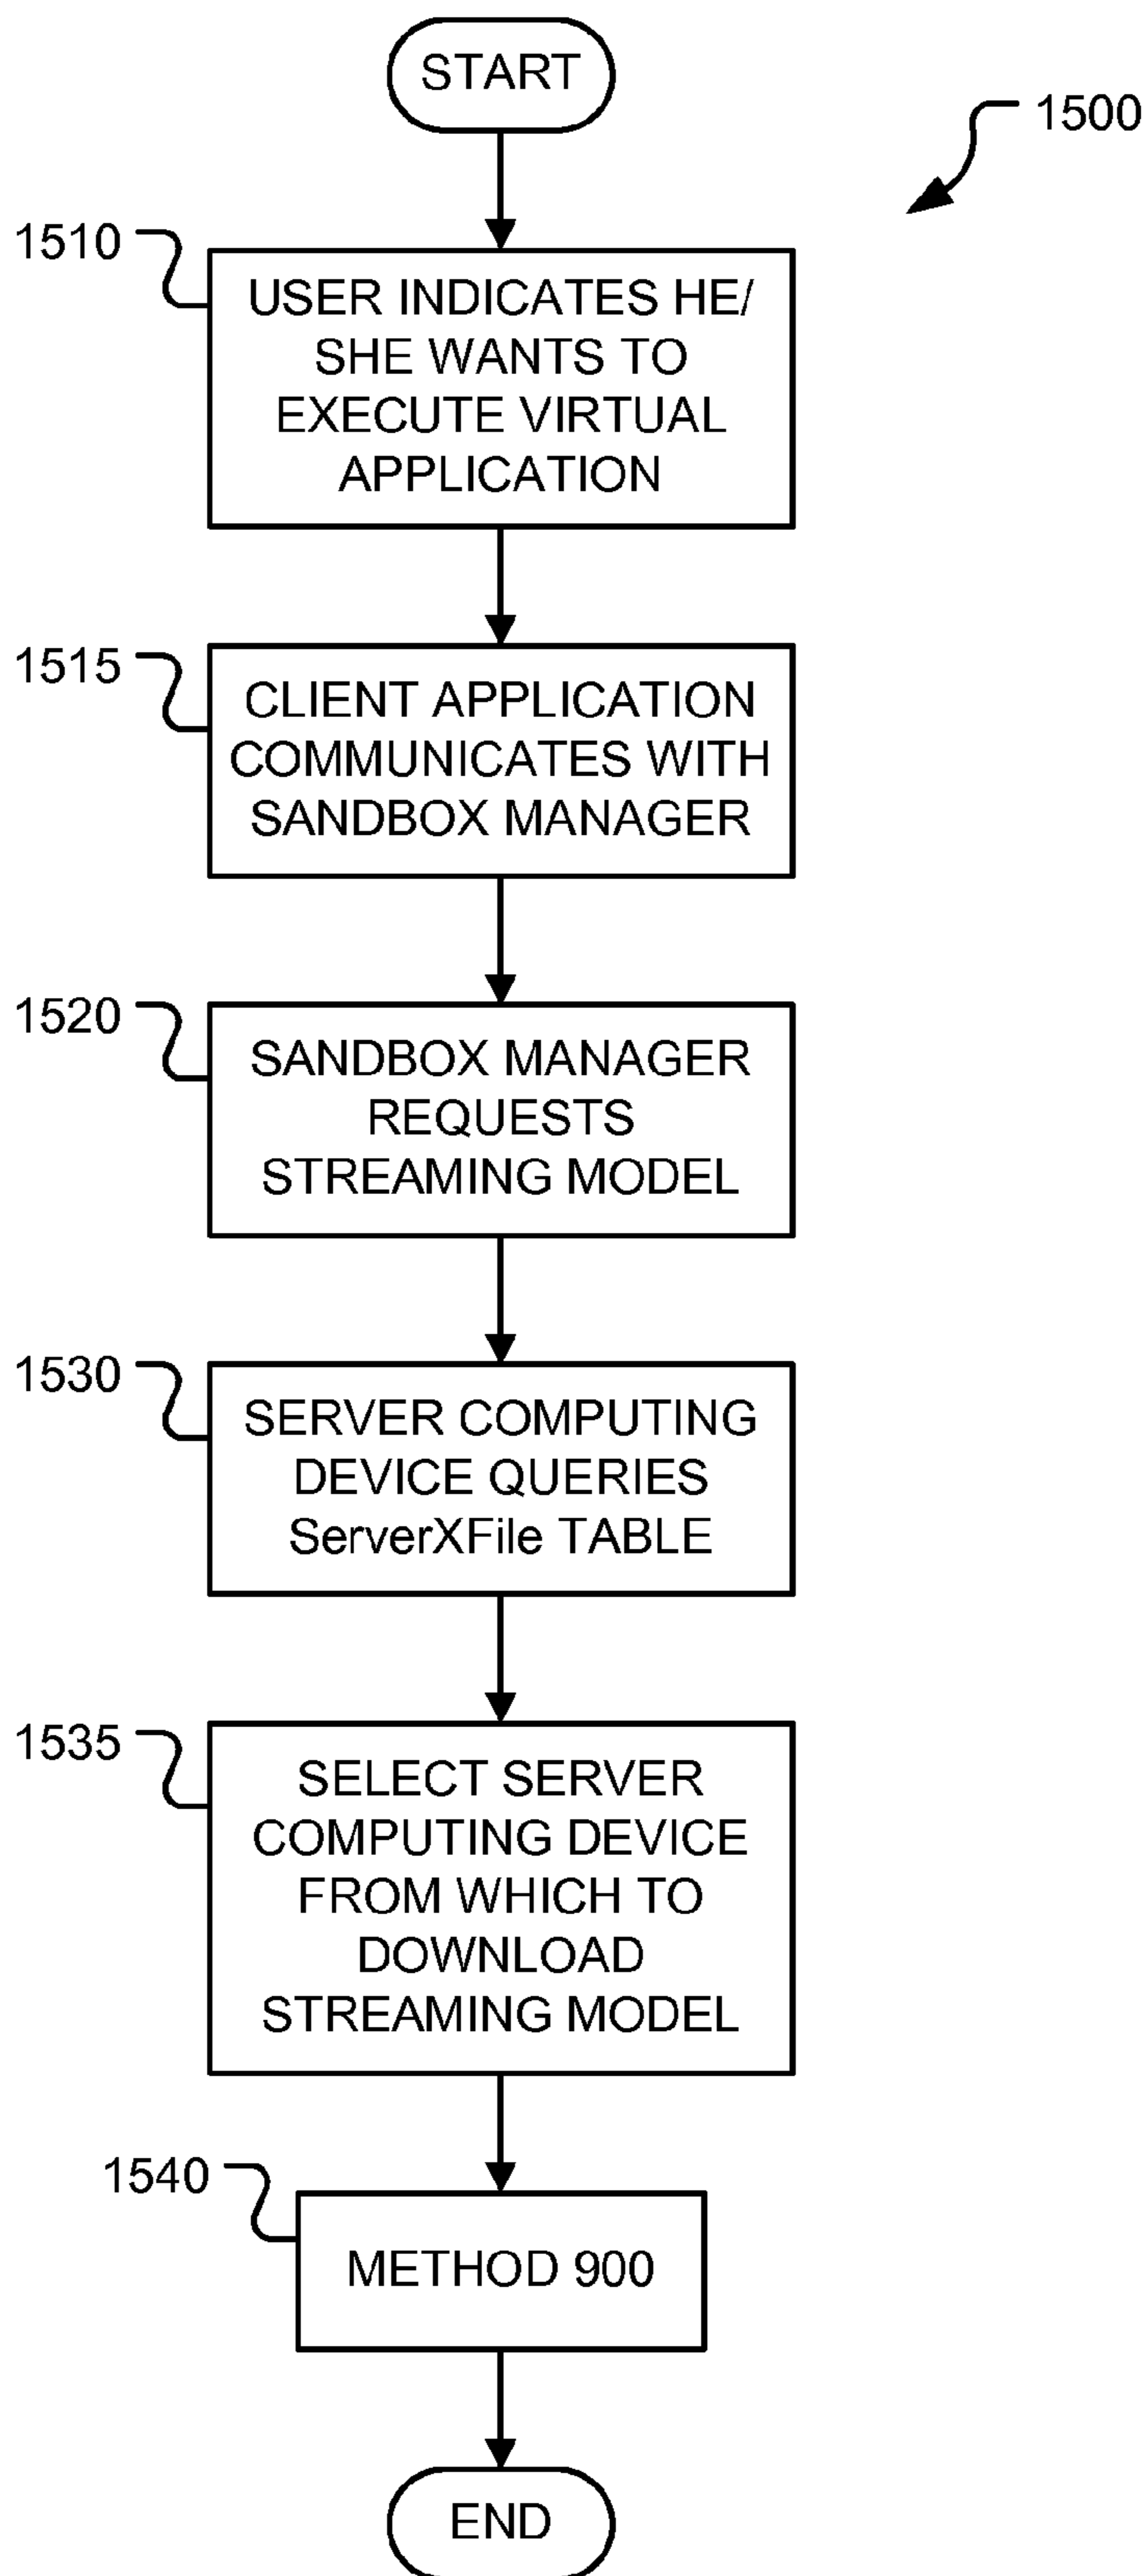 START
1500
1510
USER INDICATES HE/
SHE WANTS TO
EXECUTE VIRTUAL
APPLICATION
1515
CLIENT APPLICATION
COMMUNICATES WITH
SANDBOX MANAGER
1520
SANDBOX MANAGER
REQUESTS
STREAMING MODEL
1530
SERVER COMPUTING
DEVICE QUERIES
ServerXFile TABLE
1535
SELECT SERVER
COMPUTING DEVICE
FROM WHICH TO
DOWNLOAD
STREAMING MODEL
1540
METHOD 900
END